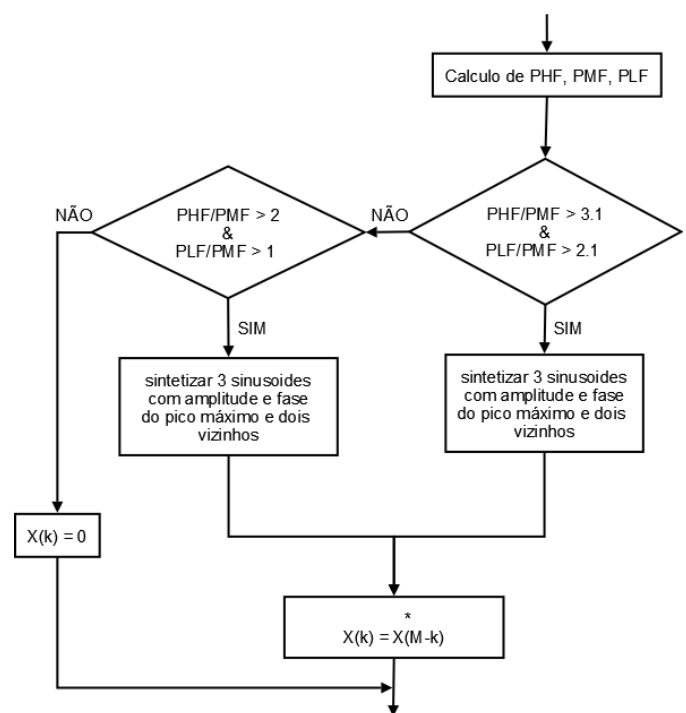 Calculo de PHF, PMF, PLF
PHF/PMF > 3.1
&
PLF/PMF > 2.1
NÃO
PHF/PMF > 2
&
PLF/PMF > 1
NÃO
SIM
SIM
sintetizar 3 sinusoides
com amplitude e fase
do pico máximo e dois
vizinhos
sintetizar 3 sinusoides
com amplitude e fase
do pico máximo e dois
vizinhos
X(k) = 0
*
X(k) = X(M-k)